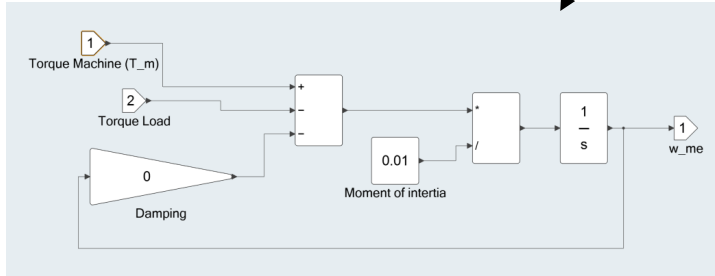 1
Torque Machine (T_m)
2
Torque Load
+
−
−
0
Damping
0.01
Moment of intertia
*
/
1
s
1
w_me